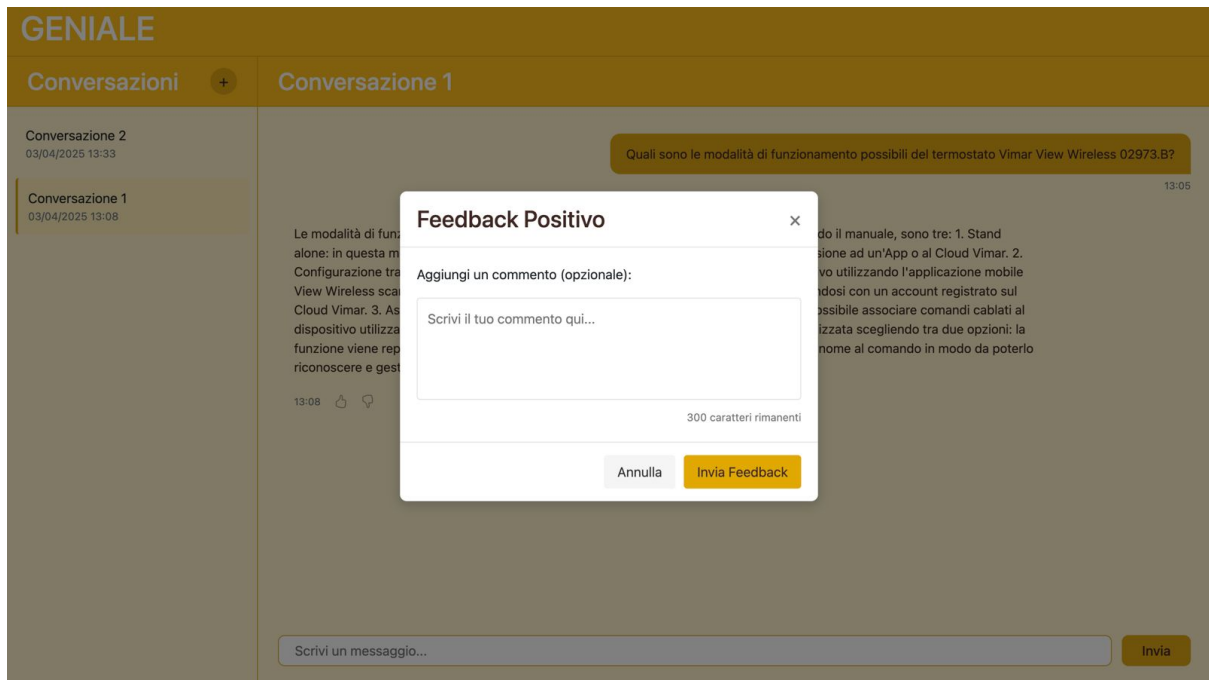 GENIALE
Conversazioni +
Conversazione 1
Conversazione 2
03/04/2025 13:33
Conversazione 1
03/04/2025 13:08
Quali sono le modalità di funzionamento possibili del termostato Vimar View Wireless 02973.B?
13:05
Le modalità di fun do il manuale, sono tre: 1. Stand
alone: in questa m sione ad un'App o al Cloud Vimar. 2.
Configurazione tra vo utilizzando l'applicazione mobile
View Wireless sca ndosi con un account registrato sul
Cloud Vimar. 3. As ossibile associare comandi cablati al
dispositivo utilizza izzata scegliendo tra due opzioni: la
funzione viene rep nome al comando in modo da poterlo
riconoscere e gest
13:08
Feedback Positivo ×
Aggiungi un commento (opzionale):
Scrivi il tuo commento qui...
300 caratteri rimanenti
Annulla Invia Feedback
Scrivi un messaggio... Invia